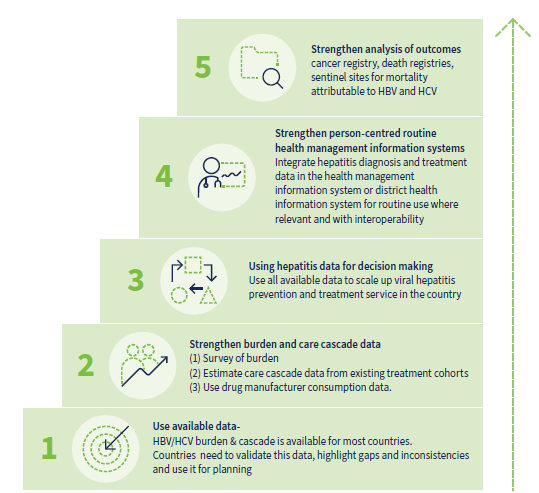 5
Strengthen analysis of outcomes
cancer registry, death registries,
sentinel sites for mortality
attributable to HBV and HCV
4
Strengthen person-centred routine
health management information systems
Integrate hepatitis diagnosis and treatment
data in the health management
information system or district health
information system for routine use where
relevant and with interoperability
3
Using hepatitis data for decision making
Use all available data to scale up viral hepatitis
prevention and treatment service in the country
2
Strengthen burden and care cascade data
(1) Survey of burden
(2) Estimate care cascade data from existing treatment cohorts
(3) Use drug manufacturer consumption data.
1
Use available data-
HBV/HCV burden & cascade is available for most countries.
Countries need to validate this data, highlight gaps and inconsistencies
and use it for planning